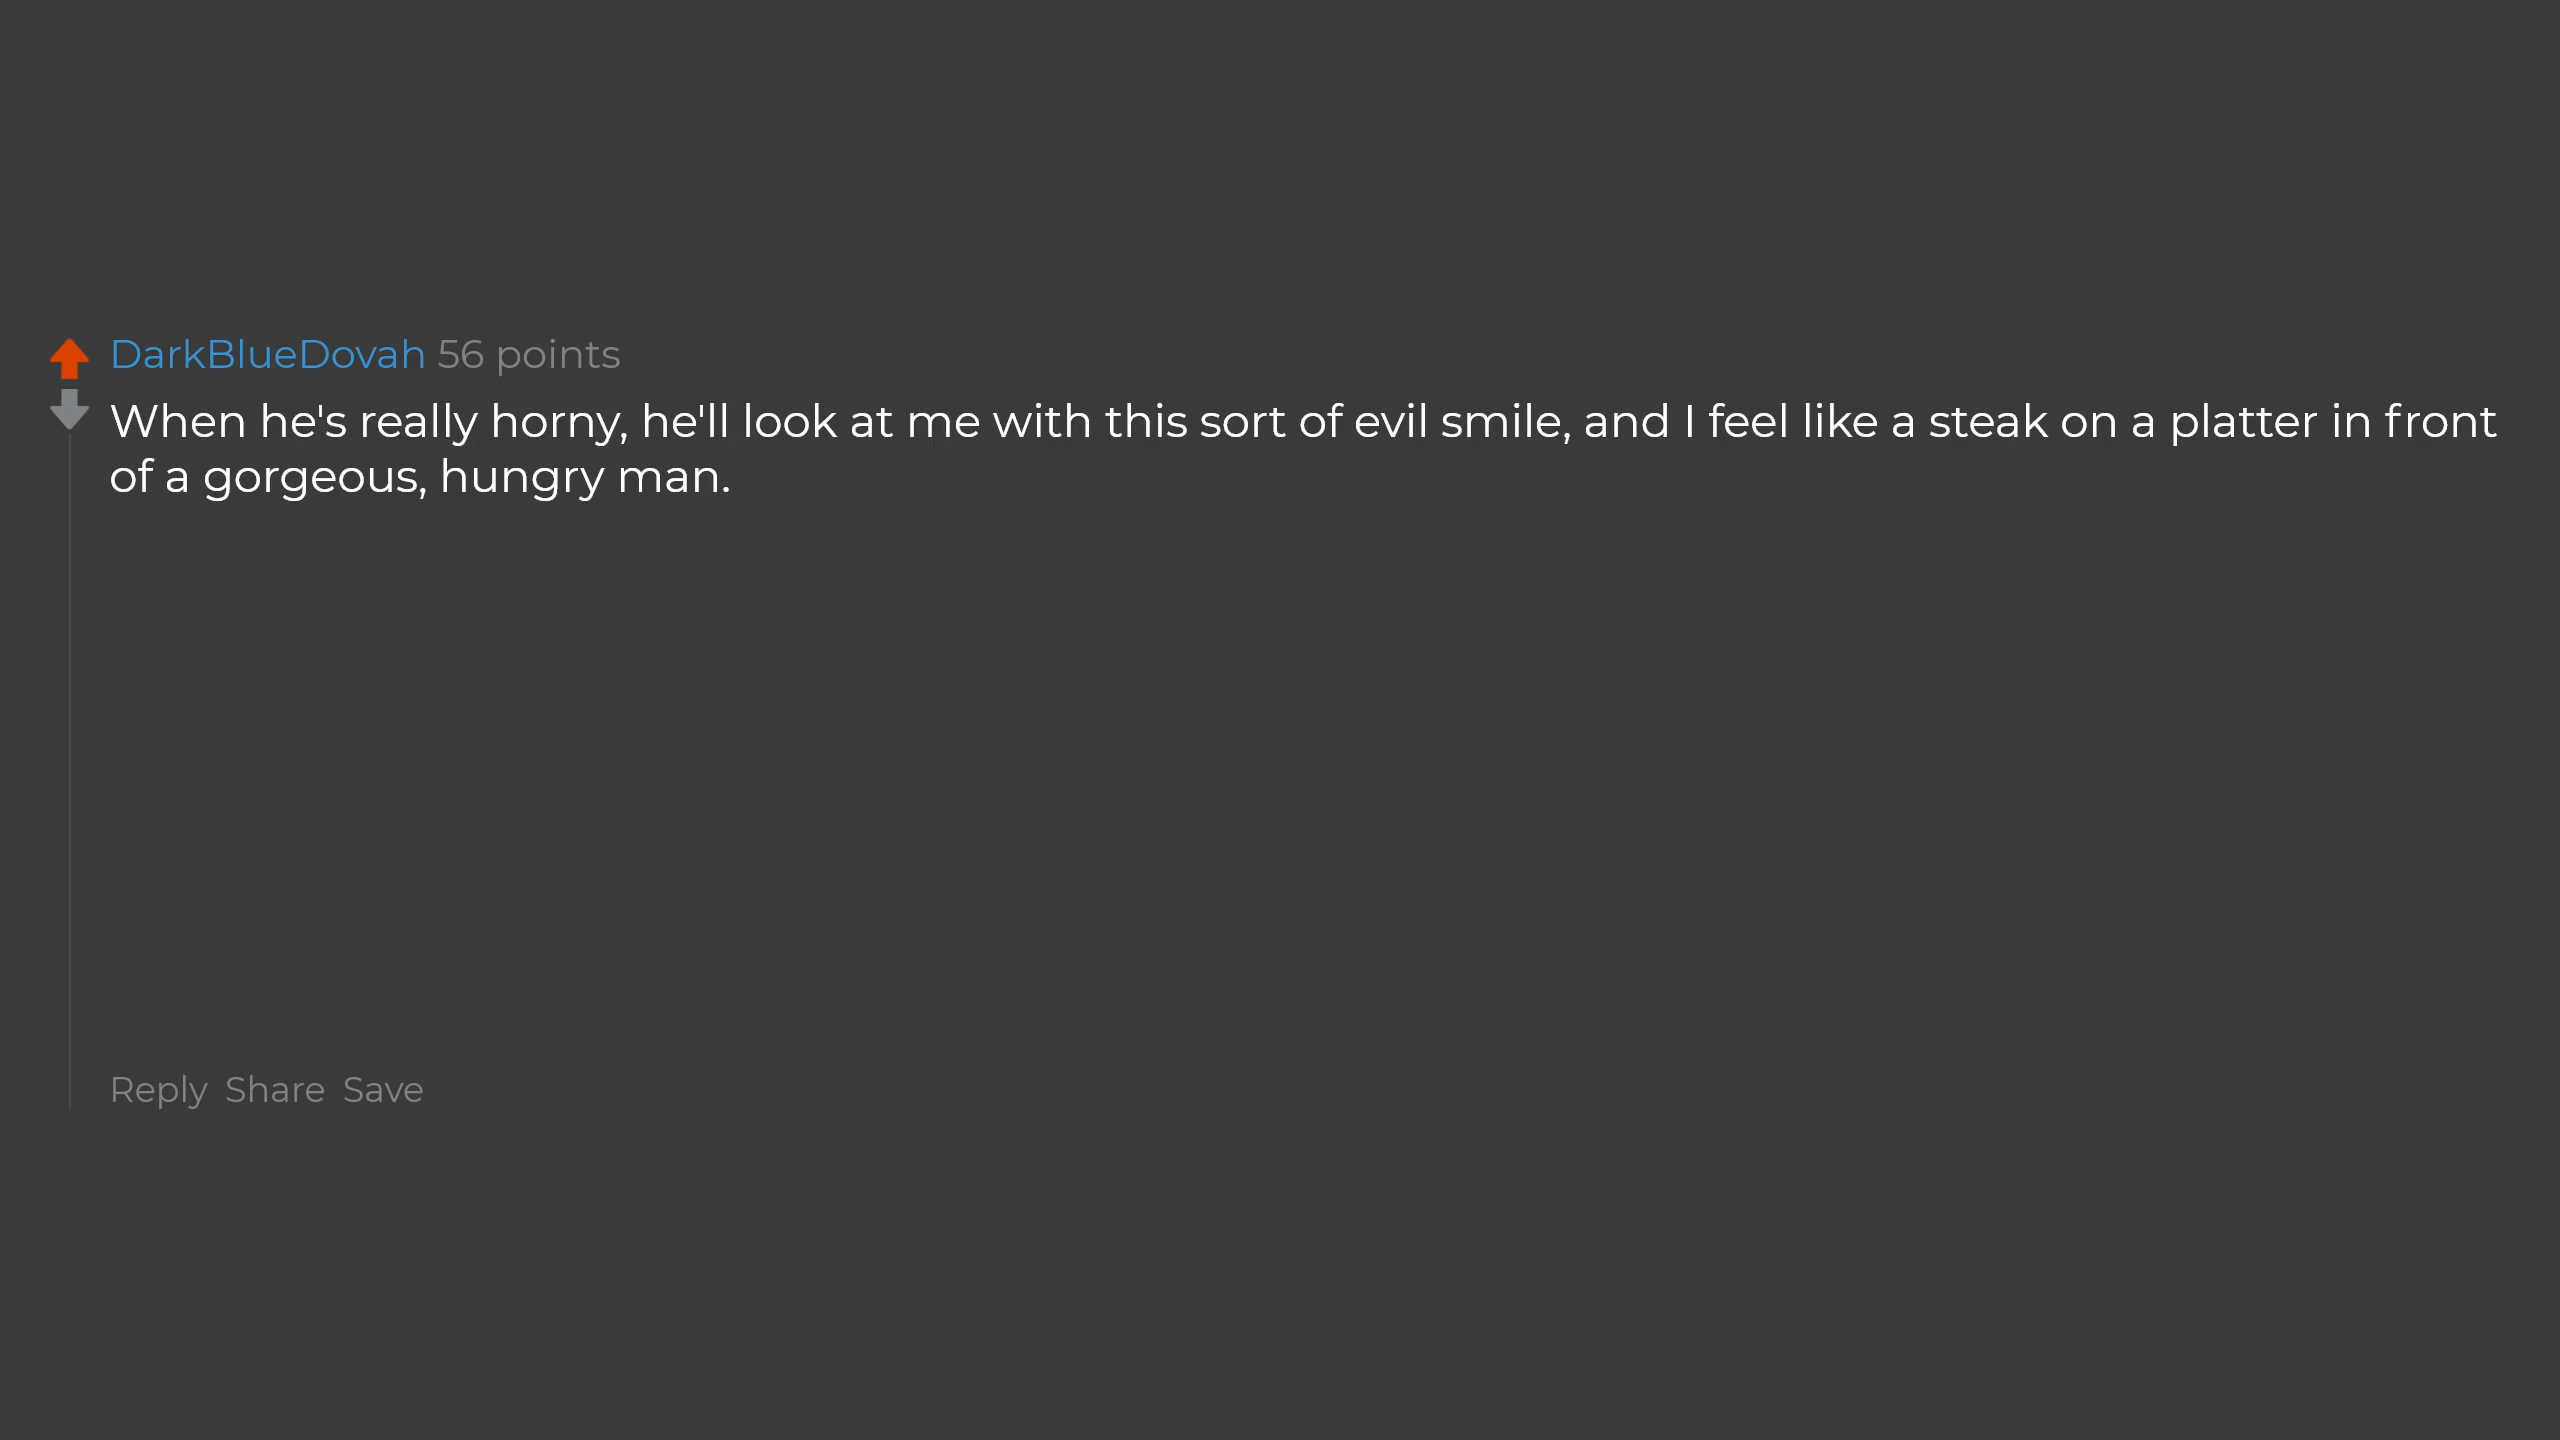 DarkBlueDovah 56 points
When he's really horny, he'll look at me with this sort of evil smile, and I feel like a steak on a platter in front
of a gorgeous, hungry man.
Reply Share Save